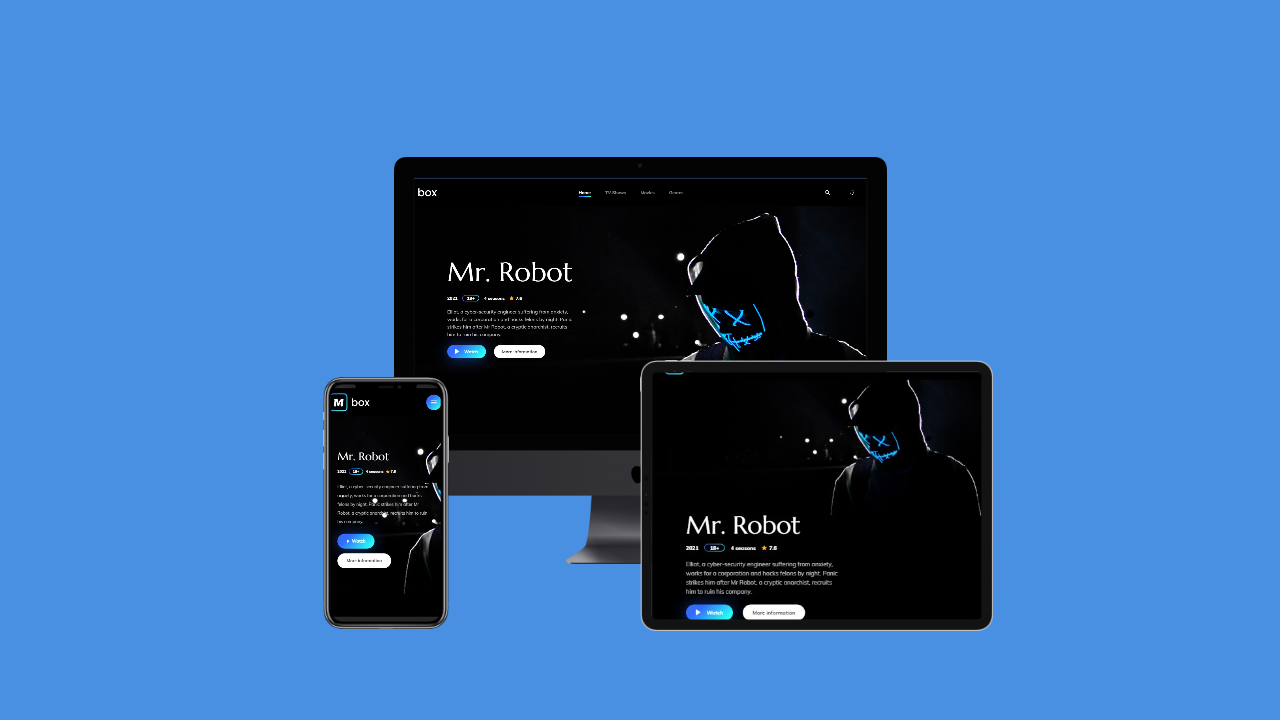 box
Home TV Shows Movies Genres
Mr. Robot
2021 18+ 4 seasons 7.6
Elliot, a cyber-security engineer suffering from anxiety,
works for a corporation and hacks felons by night. Panic
strikes him after Mr Robot, a cryptic anarchist, recruits
him to ruin his company.
Watch More information
M box
Mr. Robot
2021 18+ 4 seasons 7.6
Elliot, a cyber-security engineer suffering from
anxiety, works for a corporation and hacks
felons by night. Panic strikes him after Mr
Robot, a cryptic anarchist, recruits him to ruin
his company.
Watch
More information
Mr. Robot
2021 18+ 4 seasons 7.6
Elliot, a cyber-security engineer suffering from anxiety,
works for a corporation and hacks felons by night. Panic
strikes him after Mr Robot, a cryptic anarchist, recruits
him to ruin his company.
Watch More information